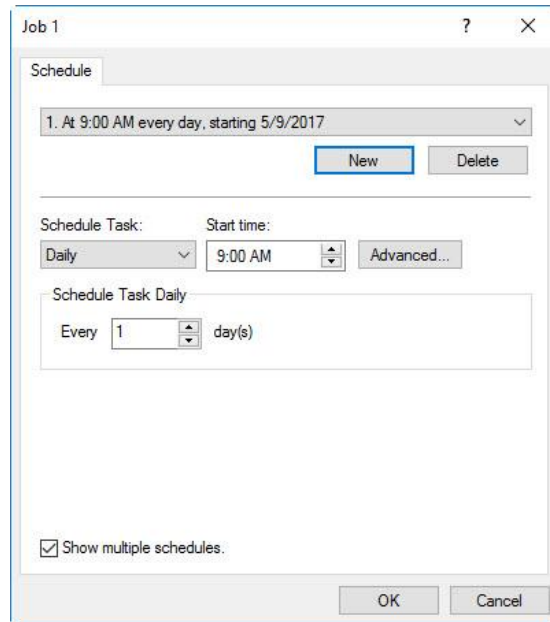 Job 1 ?
Schedule
1. At 9:00 AM every day, starting 5/9/2017
New Delete
Schedule Task: Start time:
Daily 9:00 AM Advanced...
Schedule Task Daily
Every 1 day(s)
Show multiple schedules.
OK Cancel